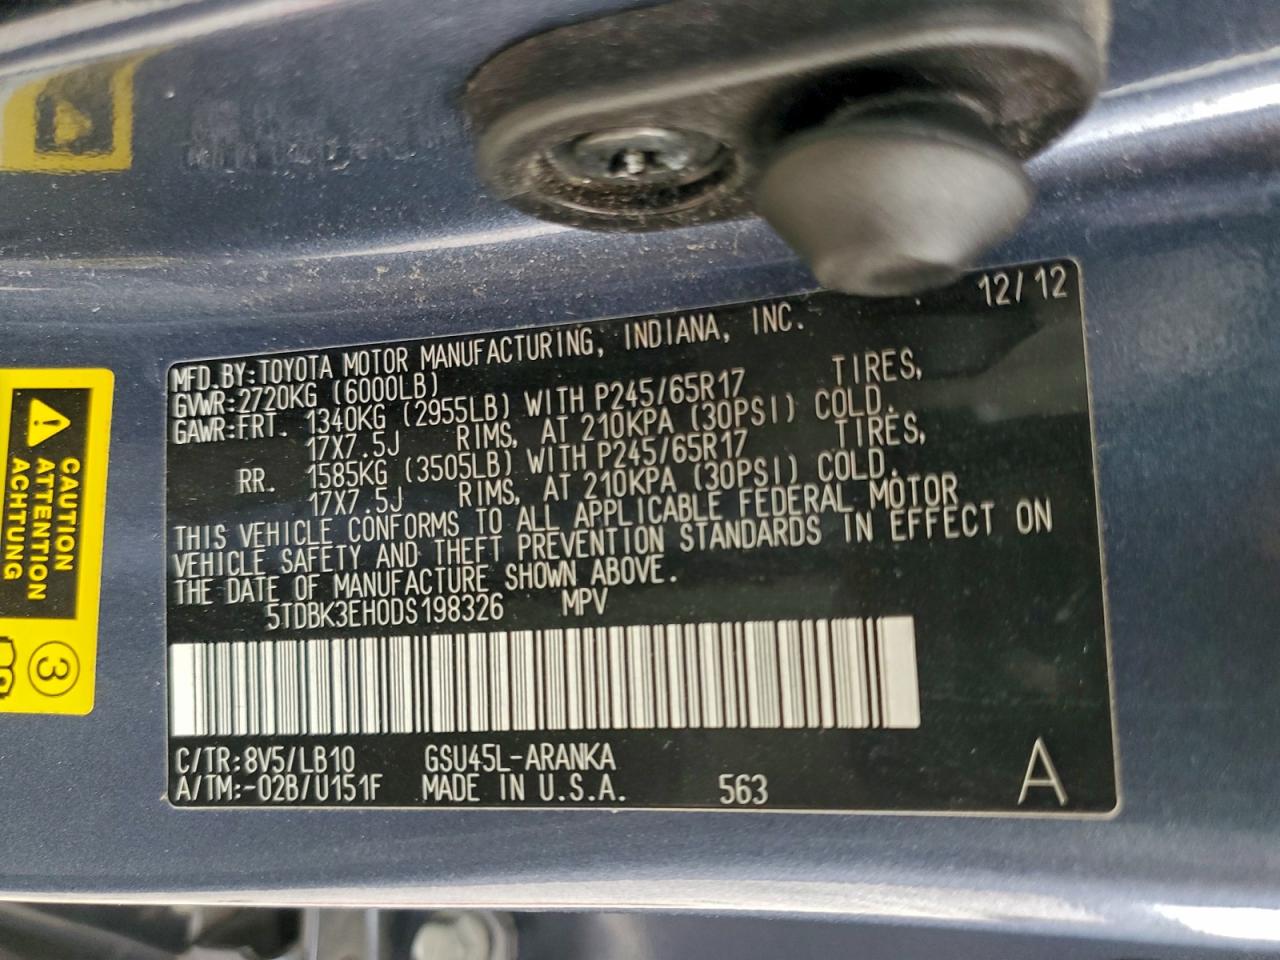 12/12
MFD.BY:TOYOTA MOTOR MANUFACTURING, INDIANA, INC.
GVWR:2720KG (6000LB)
GAWR:FRT. 1340KG (2955LB) WITH P245/65R17 TIRES,
17X7.5J RIMS, AT 210KPA (30PSI) COLD.
RR. 1585KG (3505LB) WITH P245/65R17 TIRES,
17X7.5J RIMS, AT 210KPA (30PSI) COLD.
THIS VEHICLE CONFORMS TO ALL APPLICABLE FEDERAL MOTOR
VEHICLE SAFETY AND THEFT PREVENTION STANDARDS IN EFFECT ON
THE DATE OF MANUFACTURE SHOWN ABOVE.
5TDBK3EH0DS198326 MPV
C/TR:8V5/LB10 GSU45L-ARANKA
A/TM:-02B/U151F MADE IN U.S.A. 563 A
CAUTION
ATTENTION
ACHTUNG
3